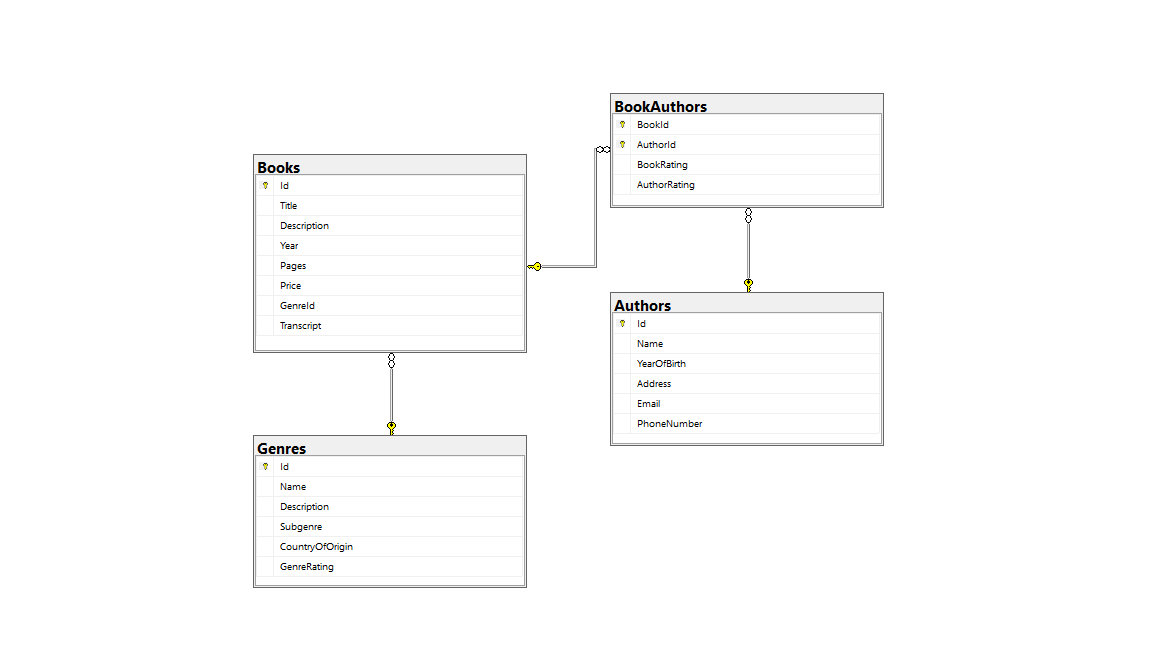 Books
Id
Title
Description
Year
Pages
Price
GenreId
Transcript
Genres
Id
Name
Description
Subgenre
CountryOfOrigin
GenreRating
BookAuthors
BookId
AuthorId
BookRating
AuthorRating
Authors
Id
Name
YearOfBirth
Address
Email
PhoneNumber